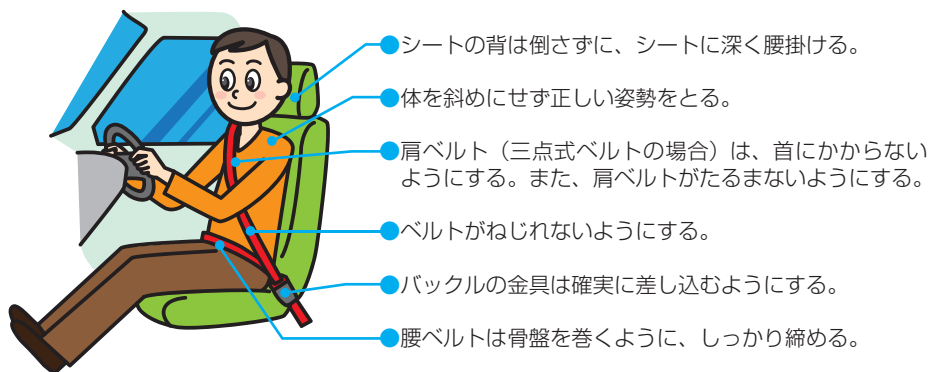 ●シートの背は倒さずに、シートに深く腰掛ける。
●体を斜めにせず正しい姿勢をとる。
●肩ベルト（三点式ベルトの場合）は、首にかからない
ようにする。また、肩ベルトがたるまないようにする。
●ベルトがねじれないようにする。
●バックルの金具は確実に差し込むようにする。
●腰ベルトは骨盤を巻くように、しっかり締める。